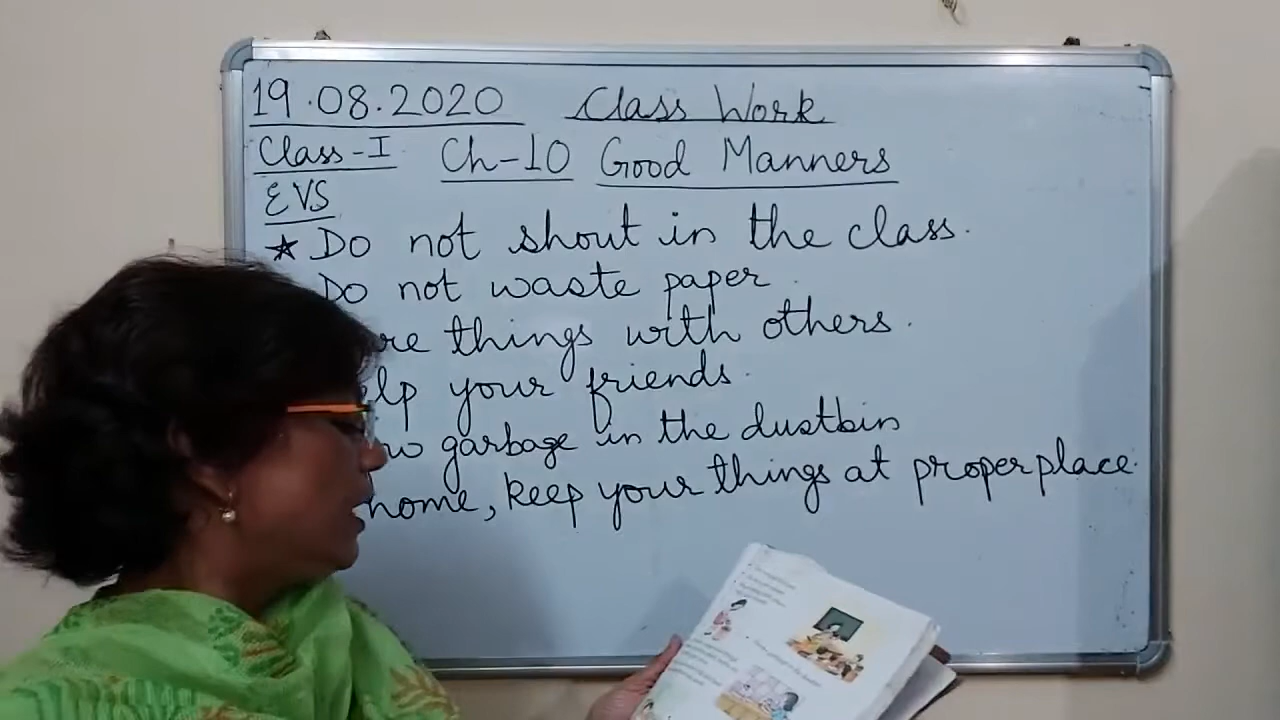 19.08.2020 Class Work
Class-I Ch-10 Good Manners
EVS
★ Do not shout in the class.
Do not waste paper.
things with others.
your friends.
garbage in the dustbin
home, keep your things at proper place.